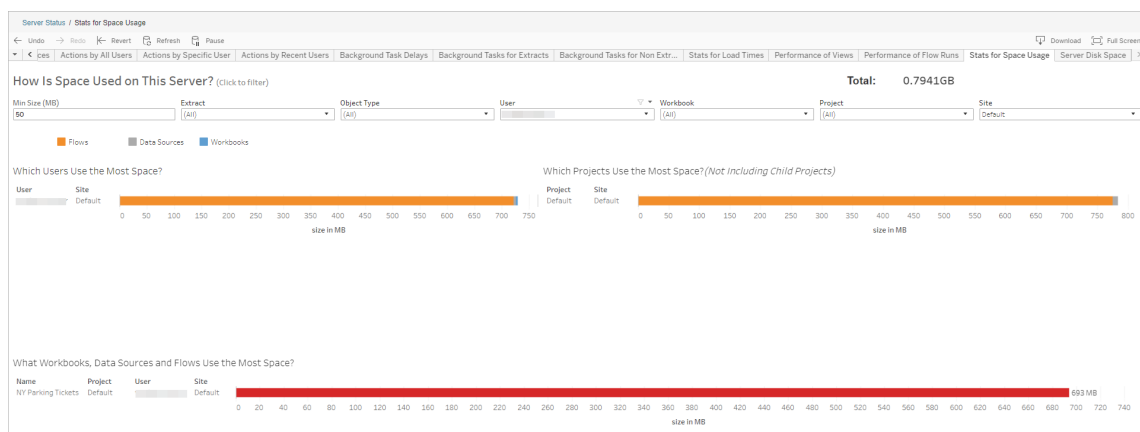 Server Status / Stats for Space Usage
← Undo → Redo Revert Refresh Pause Download Full Screen
ces Actions by All Users Actions by Specific User Actions by Recent Users Background Task Delays Background Tasks for Extracts Background Tasks for Non Extr... Stats for Load Times Performance of Views Performance of Flow Runs Stats for Space Usage Server Disk Space
How Is Space Used on This Server? (Click to filter) Total: 0.7941GB
Min Size (MB) Extract Object Type User Workbook Project Site
50 (All) (All) (All) (All) Default
Flows Data Sources Workbooks
Which Users Use the Most Space? Which Projects Use the Most Space? (Not Including Child Projects)
User Site Project Site
Default Default Default
0 50 100 150 200 250 300 350 400 450 500 550 600 650 700 750 0 50 100 150 200 250 300 350 400 450 500 550 600 650 700 750 800
size in MB size in MB
What Workbooks, Data Sources and Flows Use the Most Space?
Name Project User Site
NY Parking Tickets Default Default 693 MB
0 20 40 60 80 100 120 140 160 180 200 220 240 260 280 300 320 340 360 380 400 420 440 460 480 500 520 540 560 580 600 620 640 660 680 700 720 740
size in MB